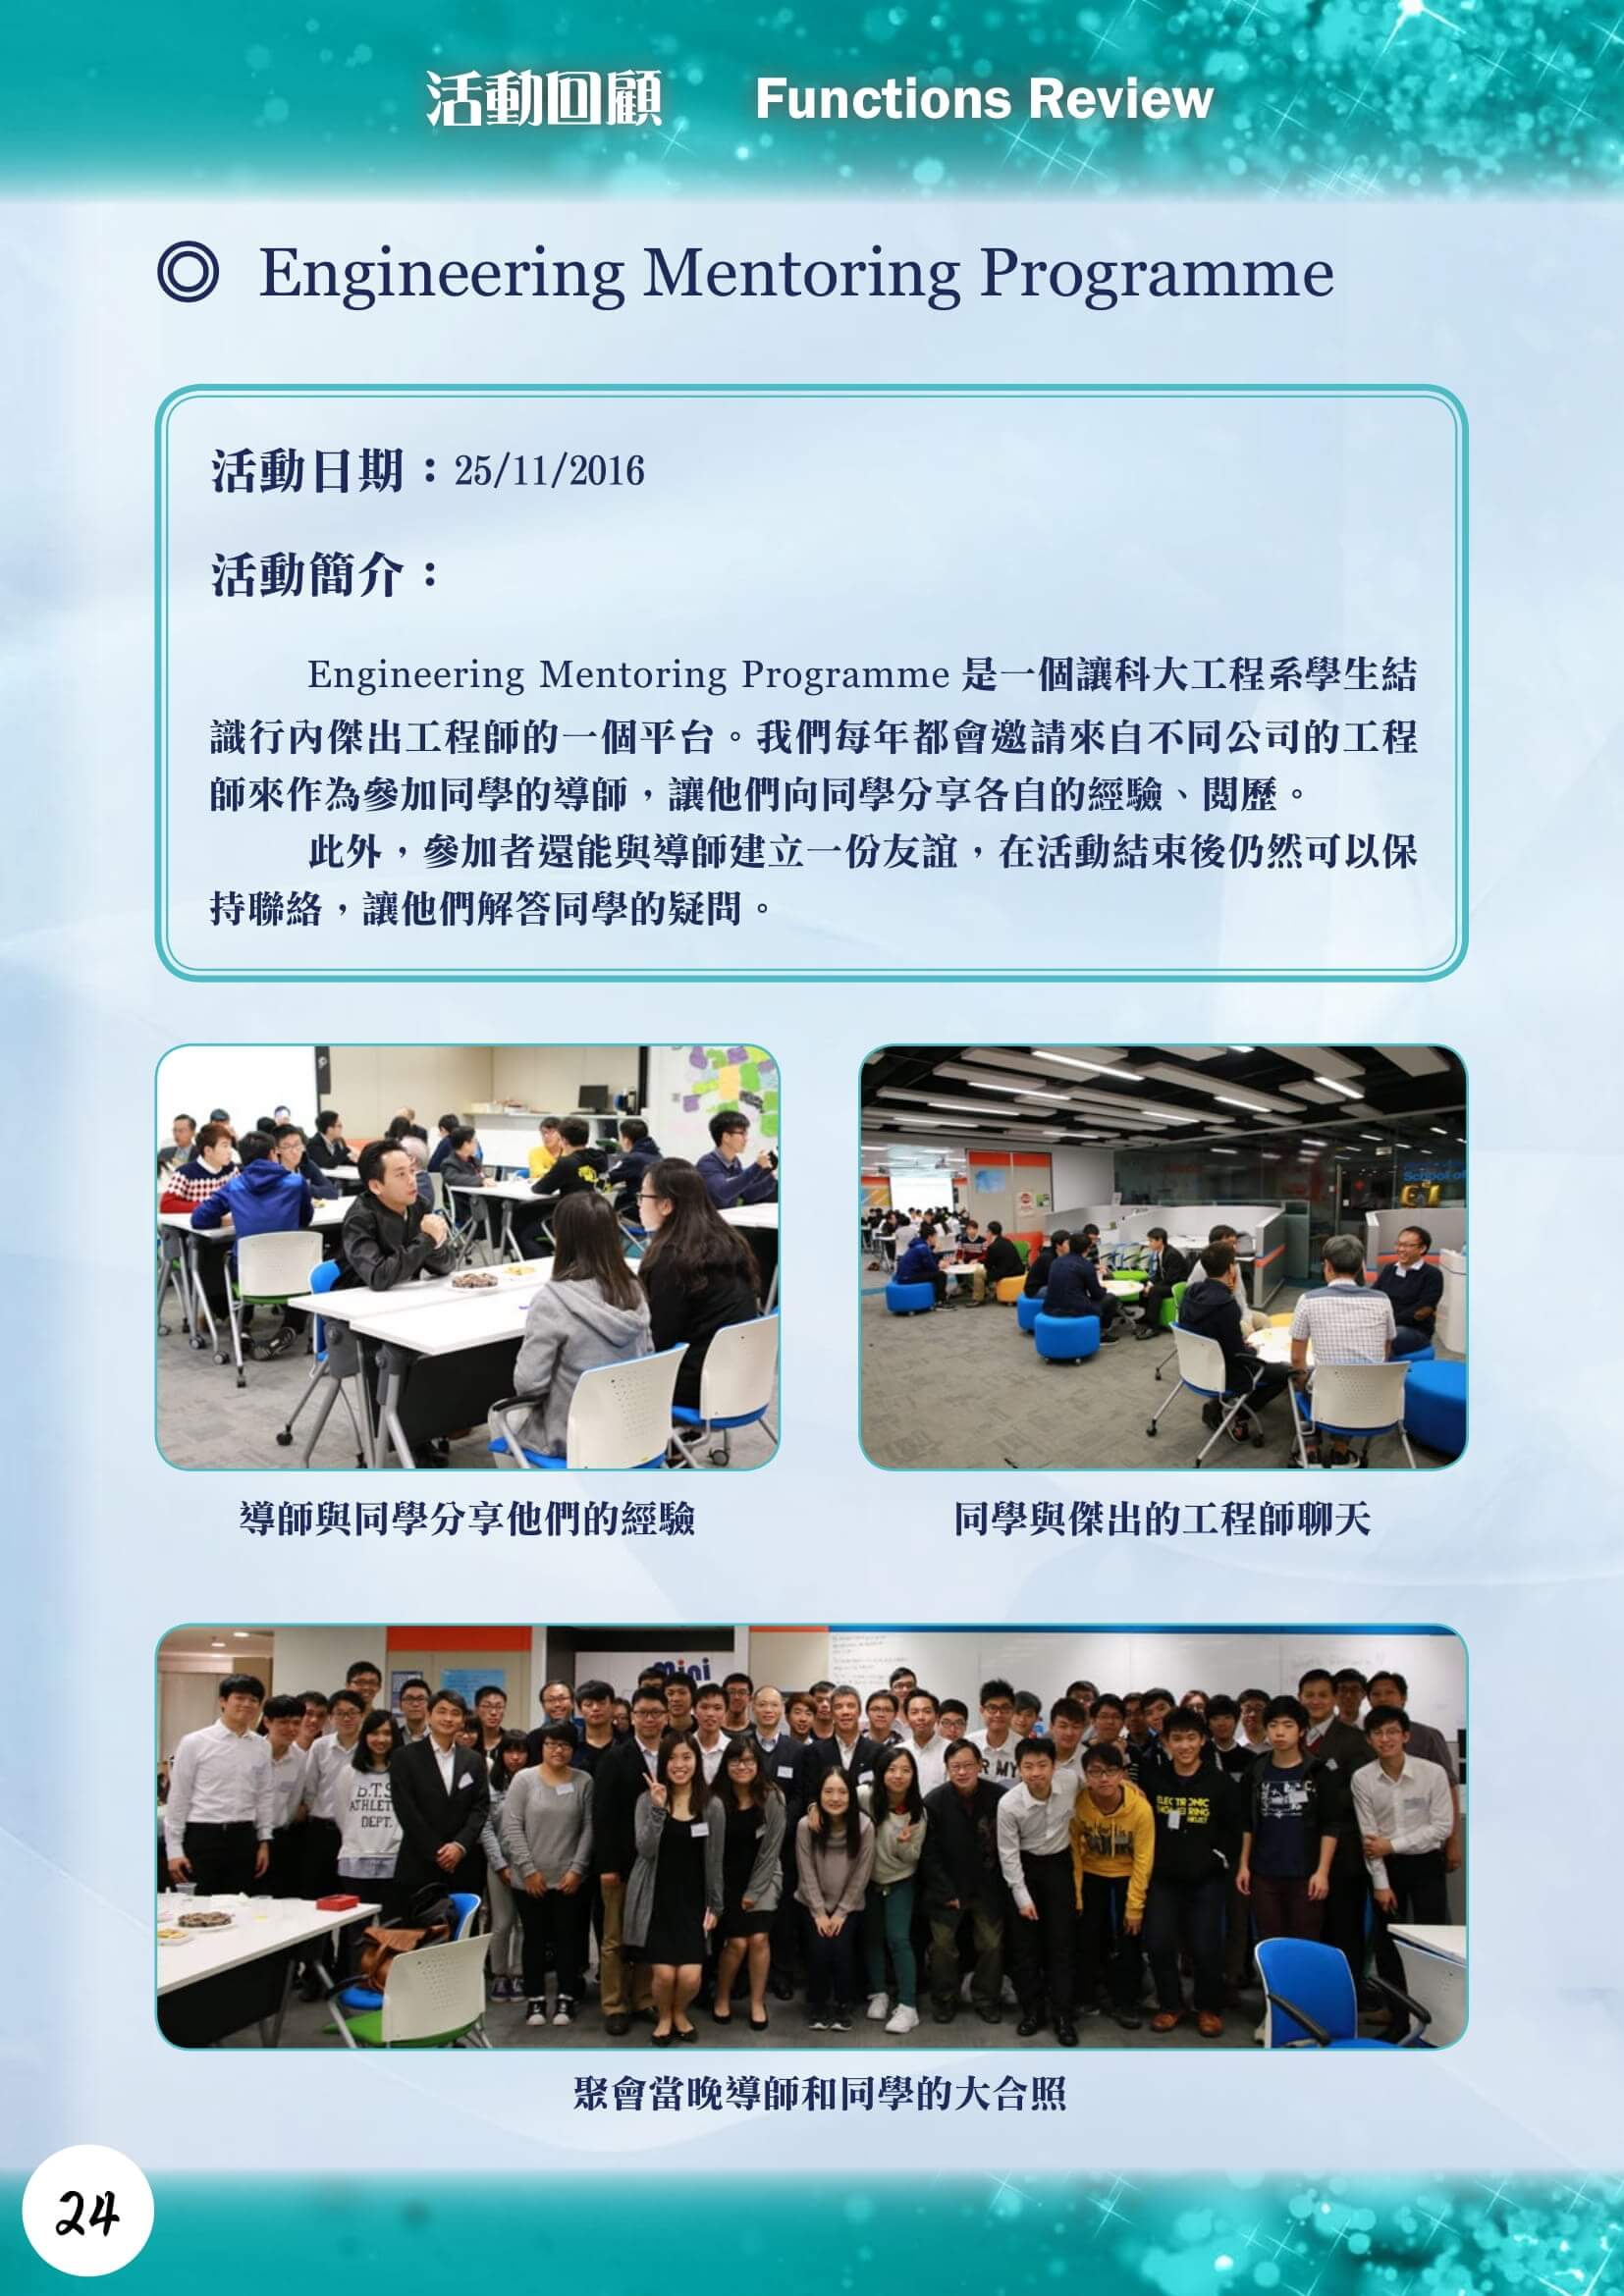 活動回顧 Functions Review
◎ Engineering Mentoring Programme
活動日期：25/11/2016
活動簡介：
Engineering Mentoring Programme 是一個讓科大工程系學生結
識行內傑出工程師的一個平台。我們每年都會邀請來自不同公司的工程
師來作為參加同學的導師，讓他們向同學分享各自的經驗、閱歷。
此外，參加者還能與導師建立一份友誼，在活動結束後仍然可以保
持聯絡，讓他們解答同學的疑問。
School of
導師與同學分享他們的經驗
同學與傑出的工程師聊天
mini
B.T.S
ATHLET
DEPT.
R MY
聚會當晚導師和同學的大合照
24